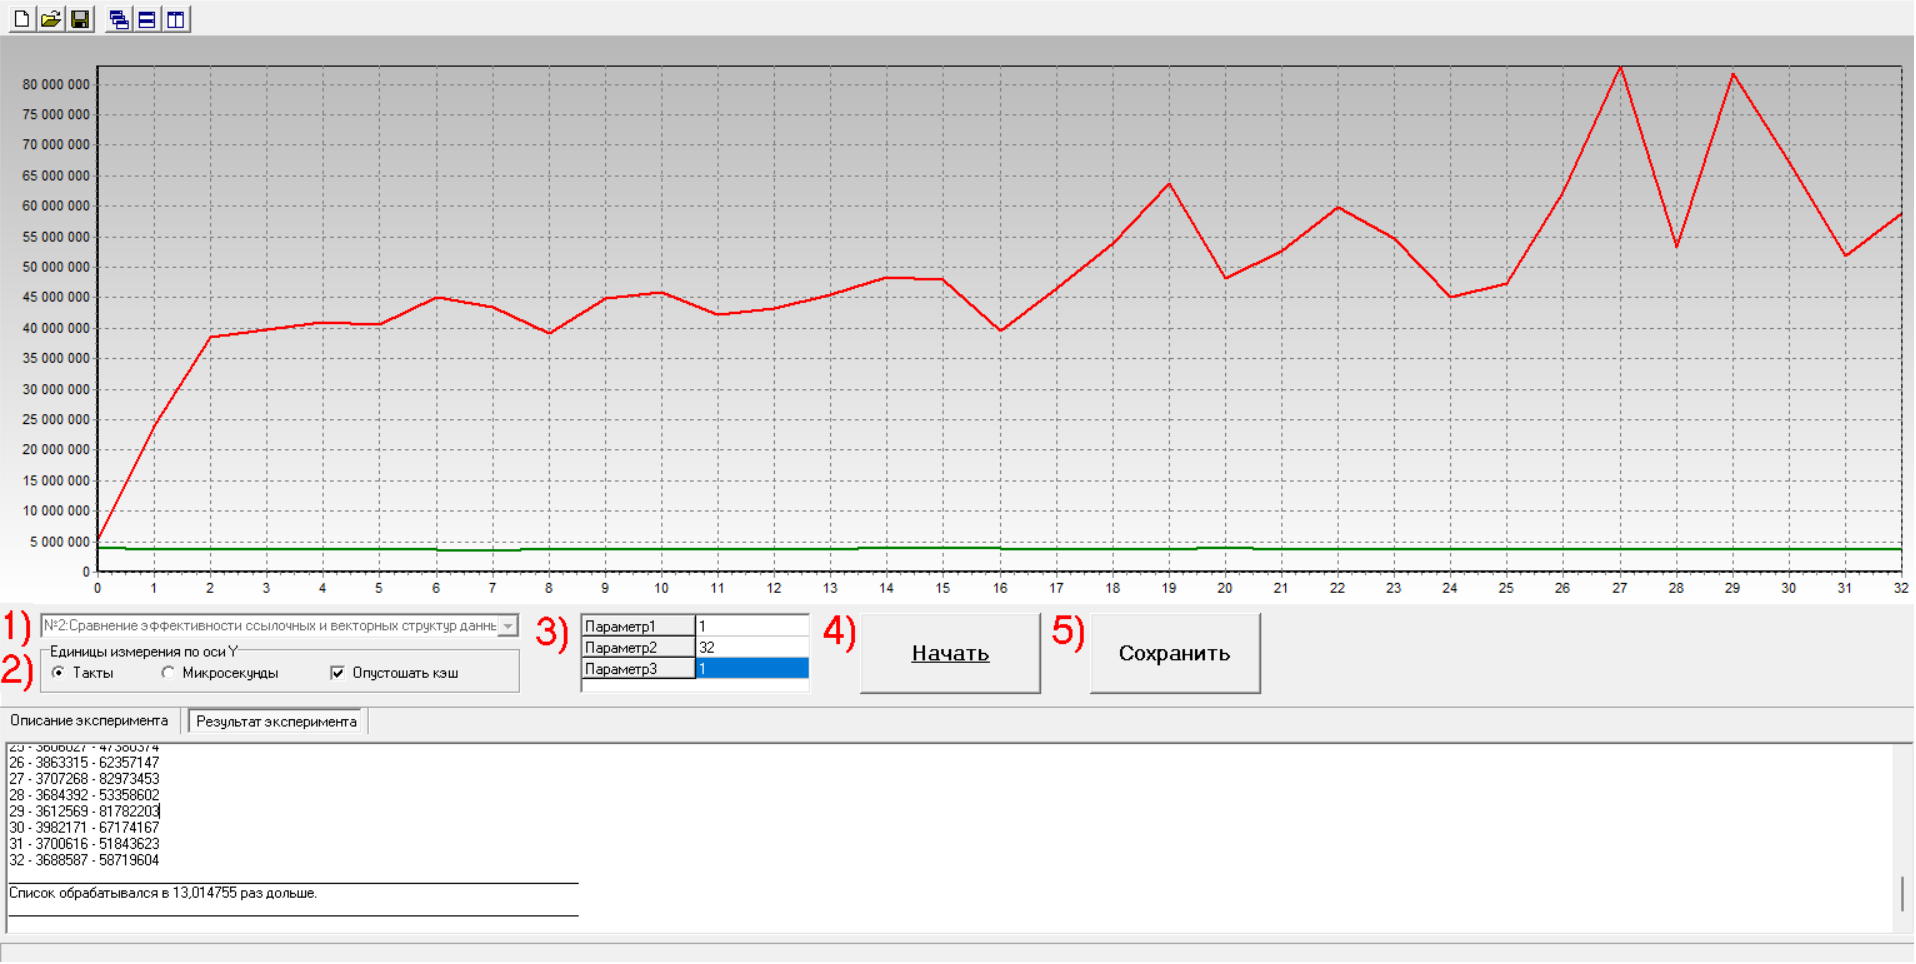 80 000 000
75 000 000
70 000 000
65 000 000
60 000 000
55 000 000
50 000 000
45 000 000
40 000 000
35 000 000
30 000 000
25 000 000
20 000 000
15 000 000
10 000 000
5 000 000
0
0 1 2 3 4 5 6 7 8 9 10 11 12 13 14 15 16 17 18 19 20 21 22 23 24 25 26 27 28 29 30 31 32
1) №2:Сравнение эффективности ссылочных и векторных структур
2) Единицы измерения по оси Y
Такты Микросекунды Опустошать кэш
3) Параметр1 1
Параметр2 32
Параметр3 1
4) Начать
5) Сохранить
Описание эксперимента Результат эксперимента
25 - 3606027 - 47380374
26 - 3863315 - 62357147
27 - 3707268 - 82973453
28 - 3684392 - 53358602
29 - 3612569 - 81782203
30 - 3982171 - 67174167
31 - 3700616 - 51843623
32 - 3688587 - 58719604
Список обрабатывался в 13,014755 раз дольше.